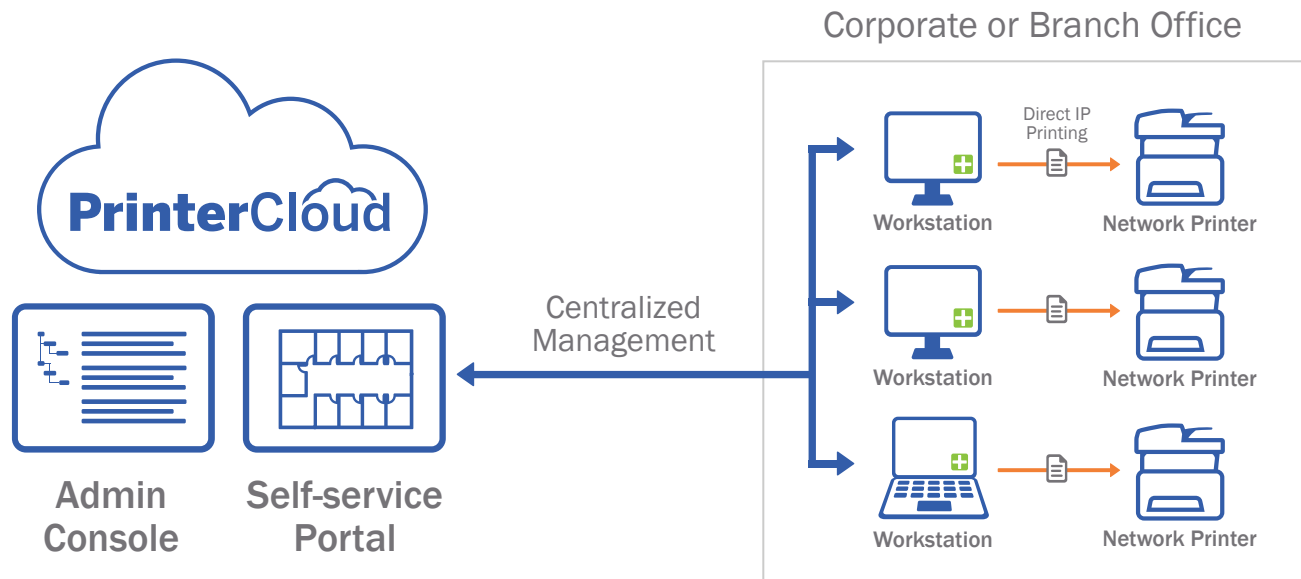 Corporate or Branch Office
PrinterCloud
Admin
Console
Self-service
Portal
Centralized
Management
Direct IP
Printing
Workstation
Network Printer
Workstation
Network Printer
Workstation
Network Printer